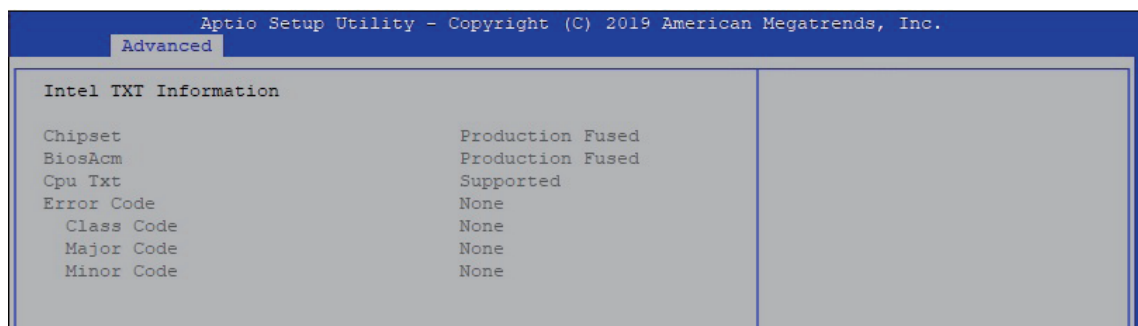 Aptio Setup Utility - Copyright (C) 2019 American Megatrends, Inc.
Advanced
Intel TXT Information
Chipset Production Fused
BiosAcm Production Fused
Cpu Txt Supported
Error Code None
Class Code None
Major Code None
Minor Code None